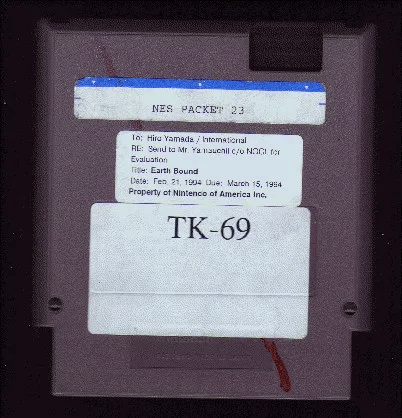 NES PACKET 23
To: Hiro Yamada / International
RE: Send to Mr. Yamauchi c/o NOCL for
Evaluation
Title: Earth Bound
Date: Feb. 21, 1994 Due: March 15, 1994
Property of Nintendo of America Inc.
TK-69